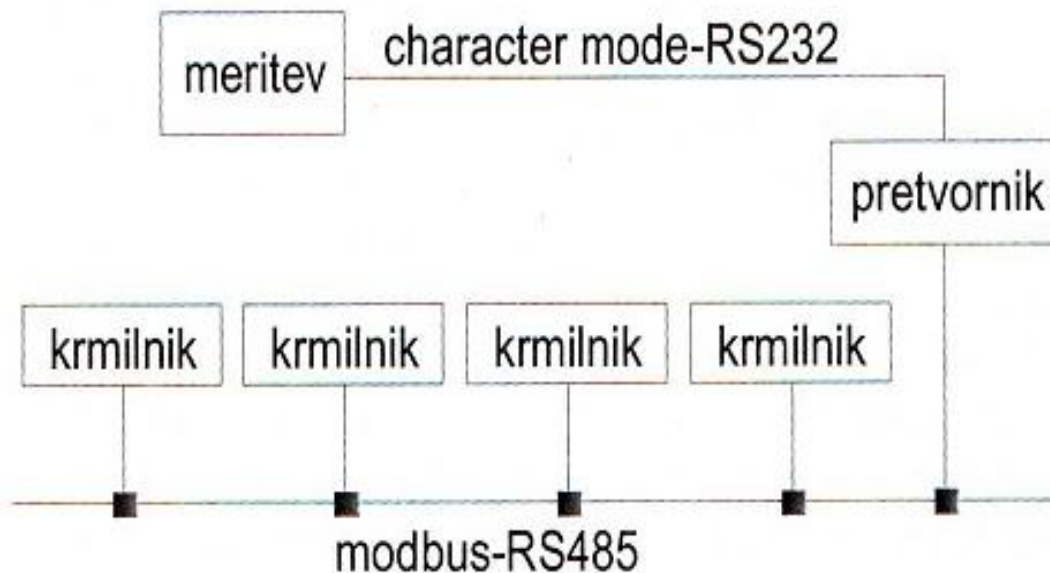 character mode-RS232
meritev
pretvornik
krmilnik
krmilnik
krmilnik
krmilnik
modbus-RS485